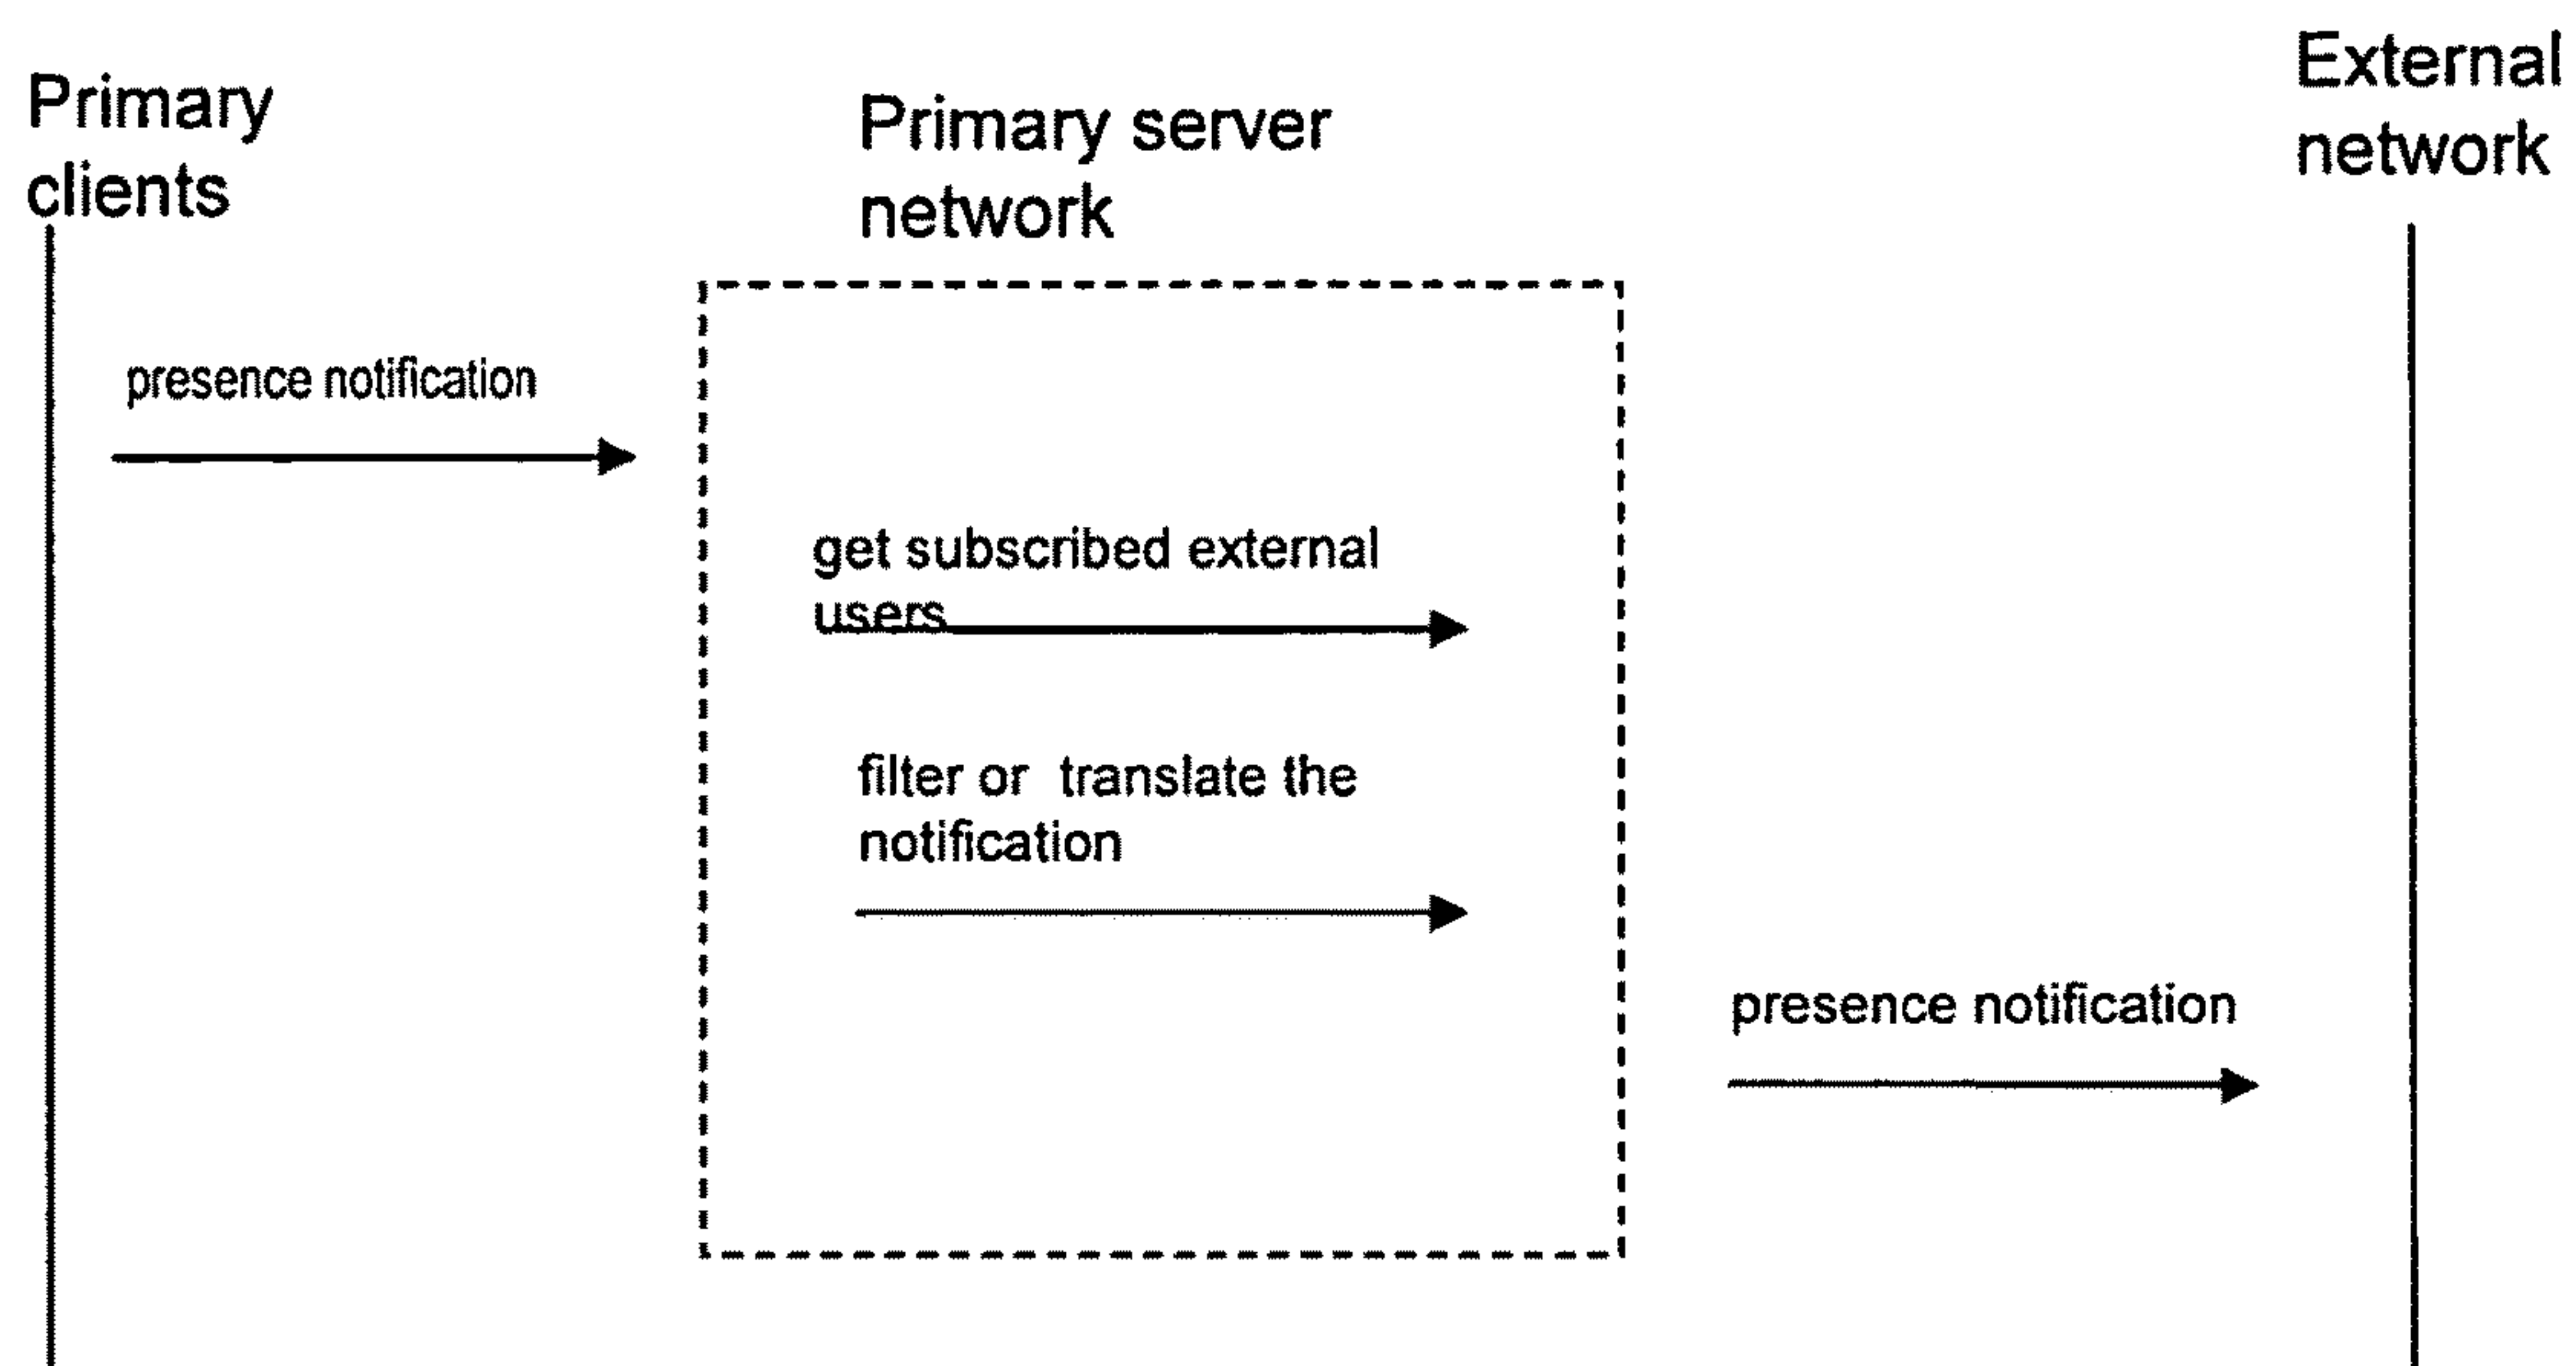 Primary
clients
Primary server
network
External
network
presence notification
get subscribed external
users
filter or translate the
notification
presence notification